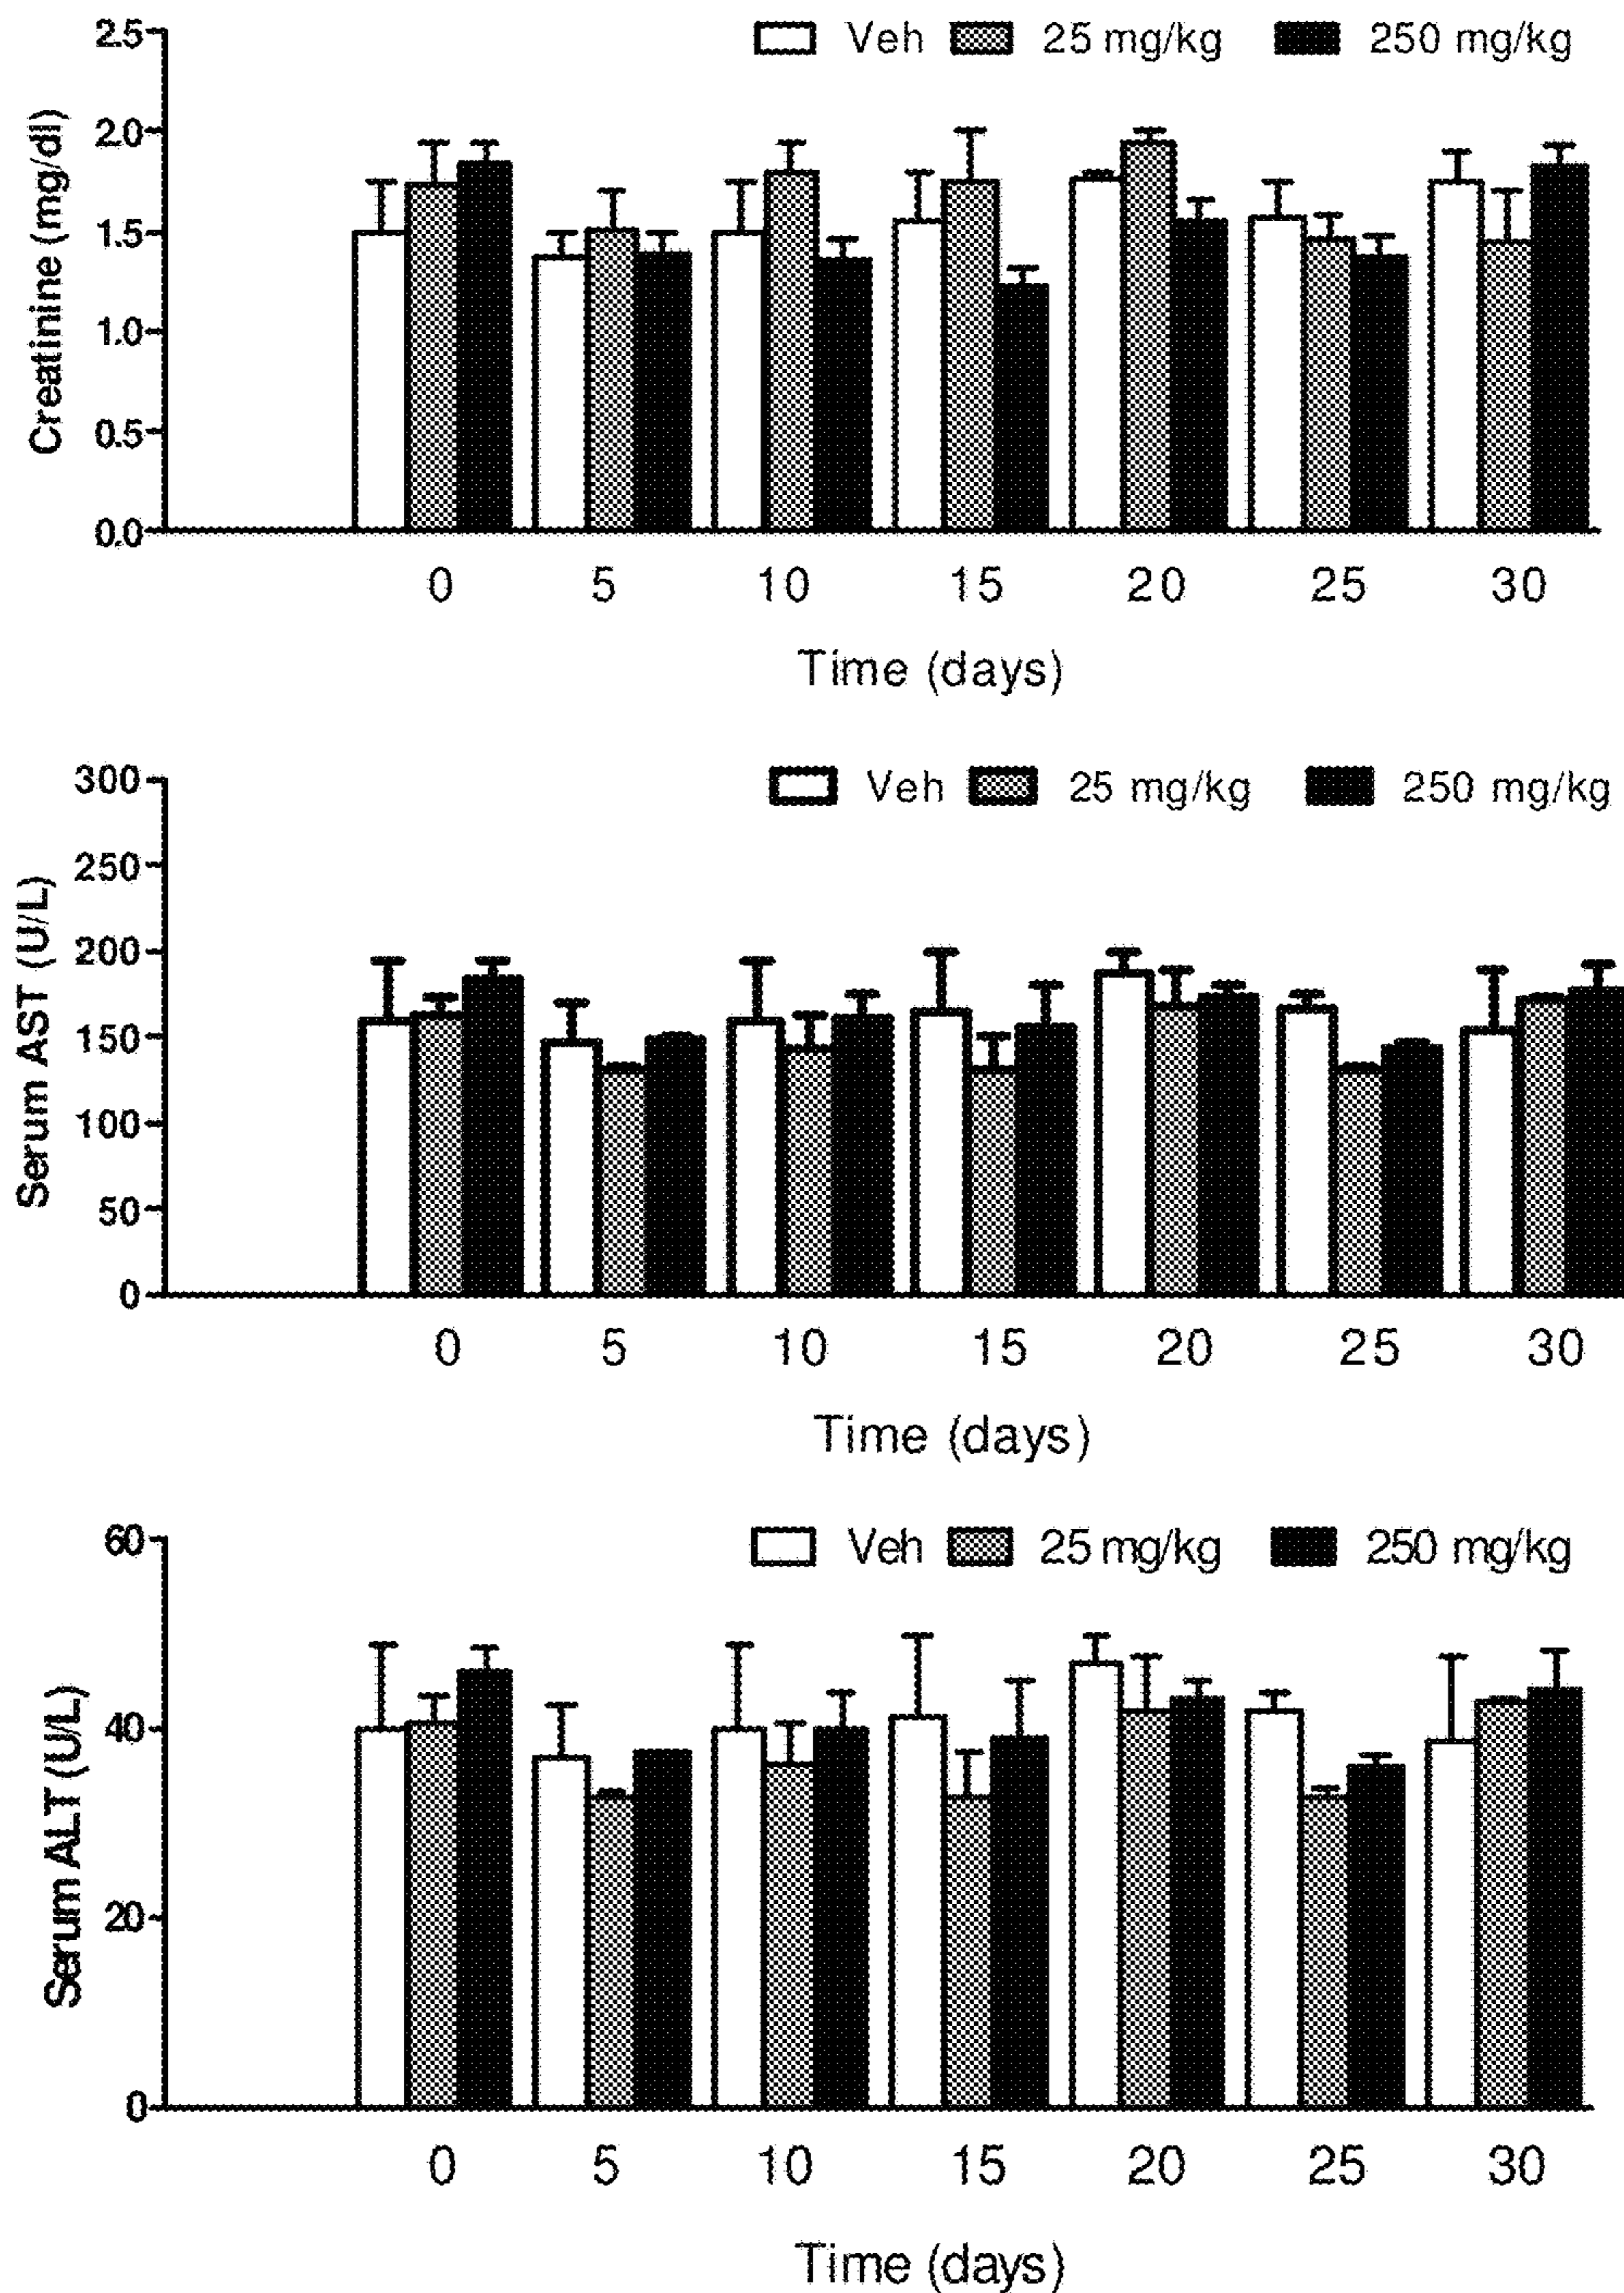 Veh 25 mg/kg 250 mg/kg
Creatinine (mg/dl)
2.5
2.0
1.5
1.0
0.5
0.0
0 5 10 15 20 25 30
Time (days)
Veh 25 mg/kg 250 mg/kg
Serum AST (U/L)
300
250
200
150
100
50
0
0 5 10 15 20 25 30
Time (days)
Veh 25 mg/kg 250 mg/kg
Serum ALT (U/L)
60
40
20
0
0 5 10 15 20 25 30
Time (days)